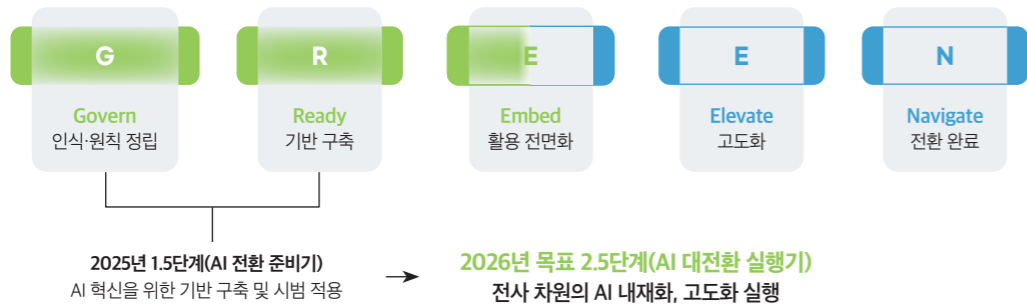 G
R
E
E
N
Govern
인식·원칙 정립
Ready
기반 구축
Embed
활용 전면화
Elevate
고도화
Navigate
전환 완료
2025년 1.5단계(AI 전환 준비기)
AI 혁신을 위한 기반 구축 및 시범 적용
2026년 목표 2.5단계(AI 대전환 실행기)
전사 차원의 AI 내재화, 고도화 실행